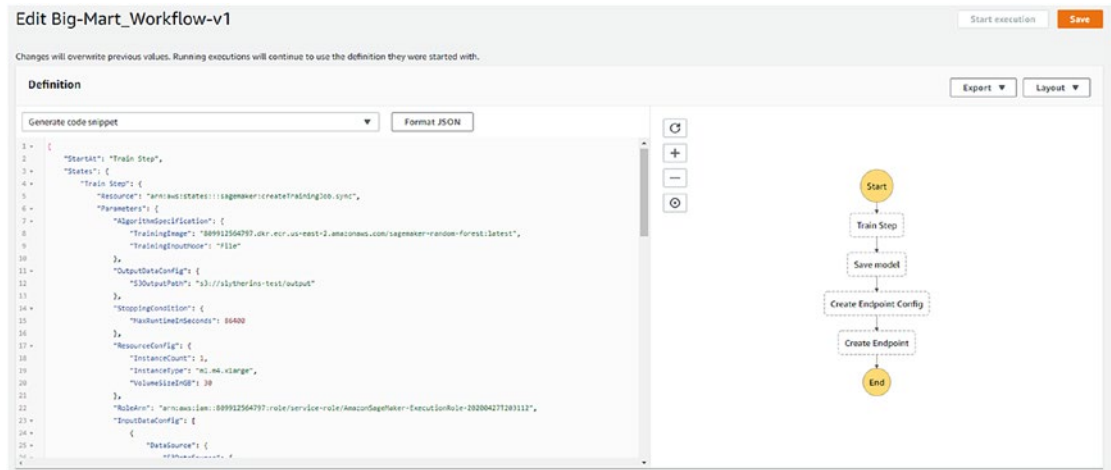 Edit Big-Mart_Workflow-v1
Start execution
Save
Changes will overwrite previous values. Running executions will continue to use the definition they were started with.
Definition
Export ▼
Layout ▼
Generate code snippet ▼
Format JSON
1 {
2 "StartAt": "Train Step",
3 "States": {
4 "Train Step": {
5 "Resource": "arn:aws:states:::sagemaker:createTrainingJob.sync",
6 "Parameters": {
7 "AlgorithmSpecification": {
8 "TrainingImage": "809912564797.dkr.ecr.us-east-2.amazonaws.com/sagemaker-random-forest:latest",
9 "TrainingInputMode": "File"
10 },
11 "OutputDataConfig": {
12 "S3OutputPath": "s3://slytherins-test/output"
13 },
14 "StoppingCondition": {
15 "MaxRuntimeInSeconds": 86400
16 },
17 "ResourceConfig": {
18 "InstanceCount": 1,
19 "InstanceType": "ml.m4.xlarge",
20 "VolumeSizeInGB": 30
21 },
22 "RoleArn": "arn:aws:iam::809912564797:role/service-role/AmazonSageMaker-ExecutionRole-20200427T203112",
23 "InputDataConfig": [
24 {
25 "DataSource": {
Start
Train Step
Save model
Create Endpoint Config
Create Endpoint
End